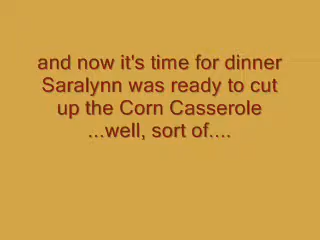 and now it's time for dinner
Saralynn was ready to cut
up the Corn Casserole
...well, sort of....